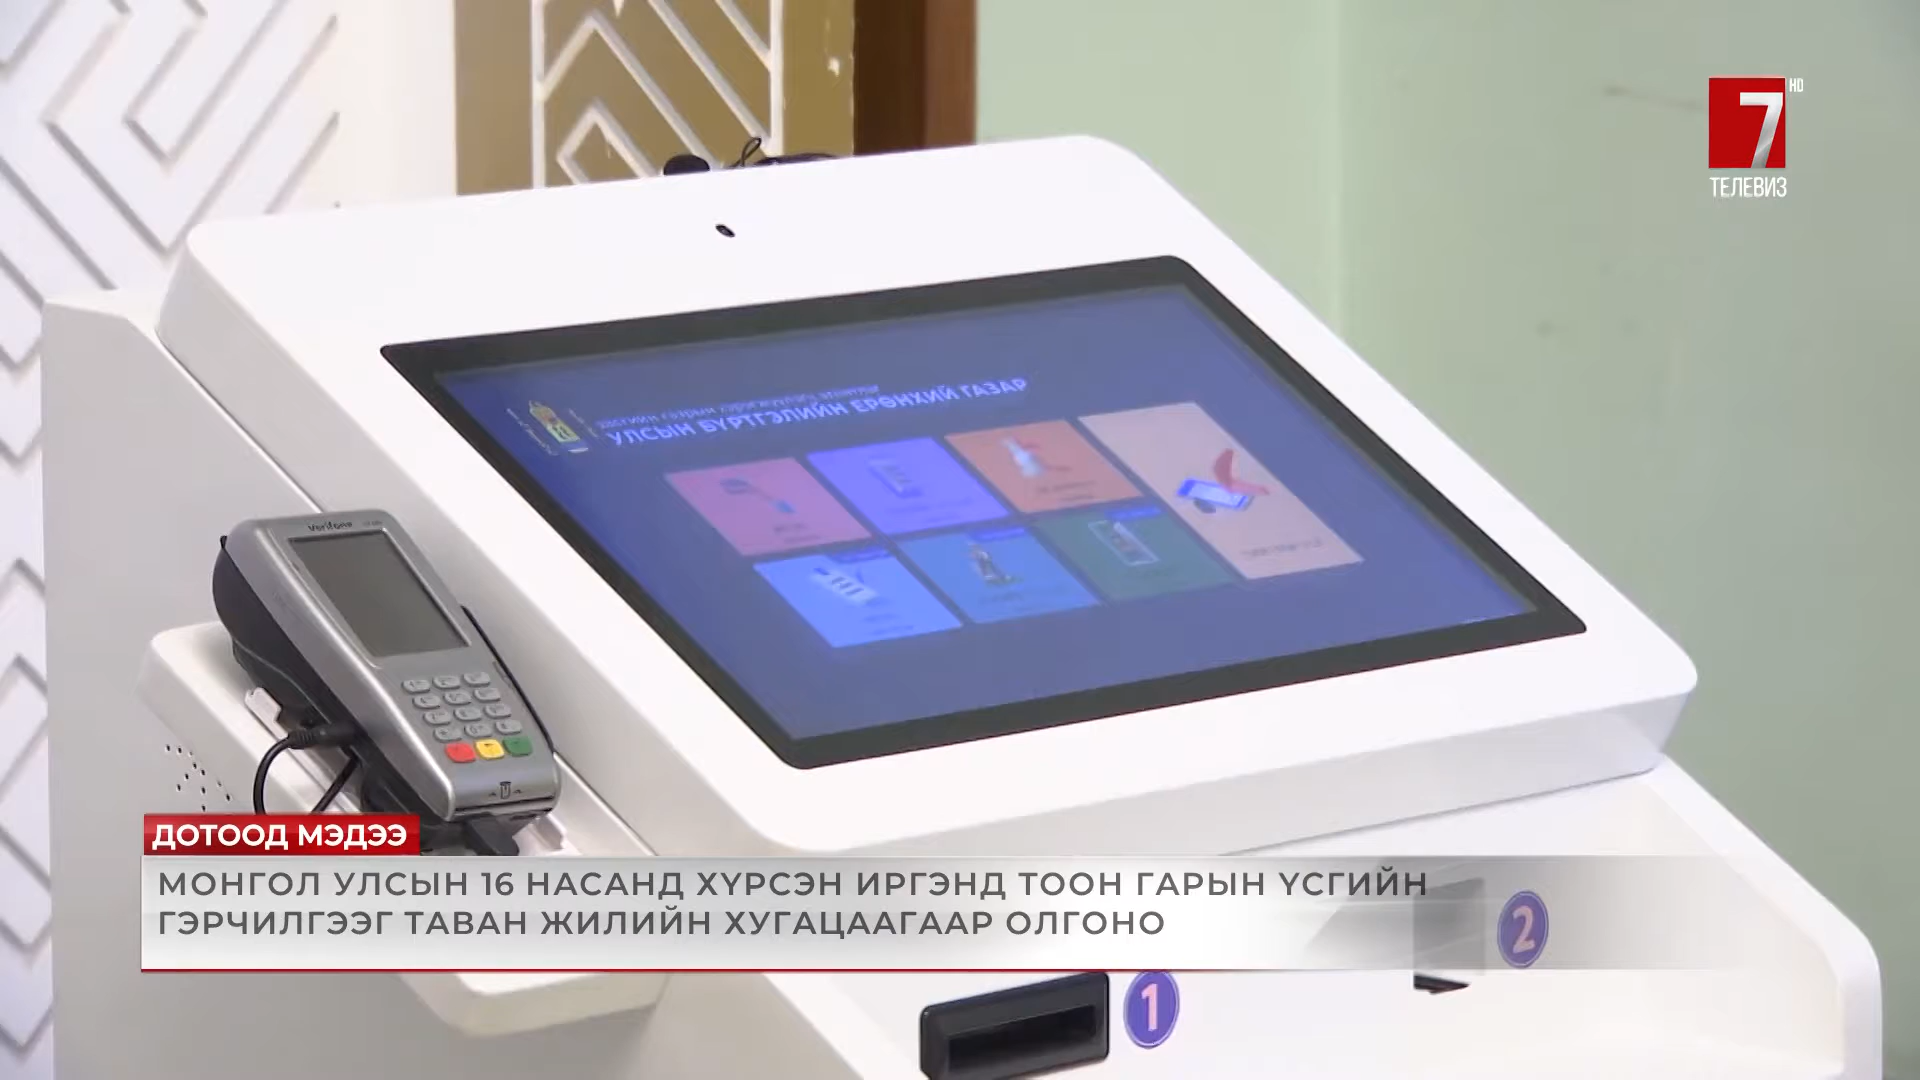 7 HD
ТЕЛЕВИЗ
УЛСЫН БҮРТГЭЛИЙН ЕРӨНХИЙ ГАЗАР
Verifone
ДОТООД МЭДЭЭ
МОНГОЛ УЛСЫН 16 НАСАНД ХҮРСЭН ИРГЭНД ТООН ГАРЫН ҮСГИЙН
ГЭРЧИЛГЭЭГ ТАВАН ЖИЛИЙН ХУГАЦААГААР ОЛГОНО
2
1